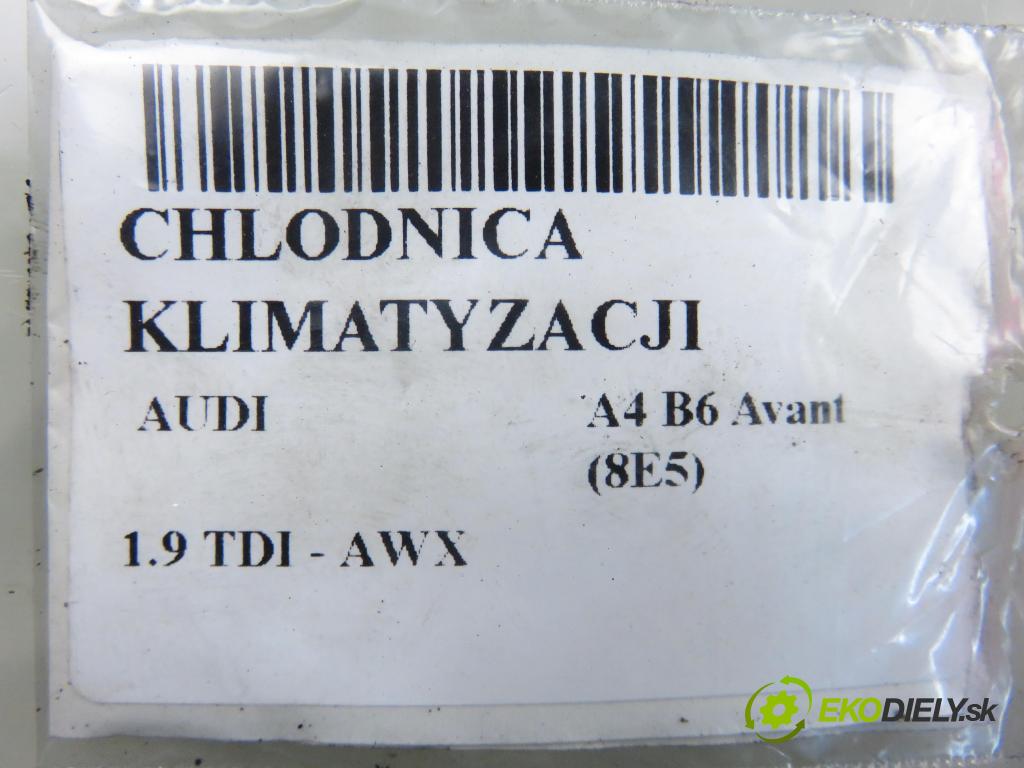 CHLODNICA
KLIMATYZACJI
AUDI
A4 B6 Avant
(8E5)
1.9 TDI - AWX
EKODIELY.sk